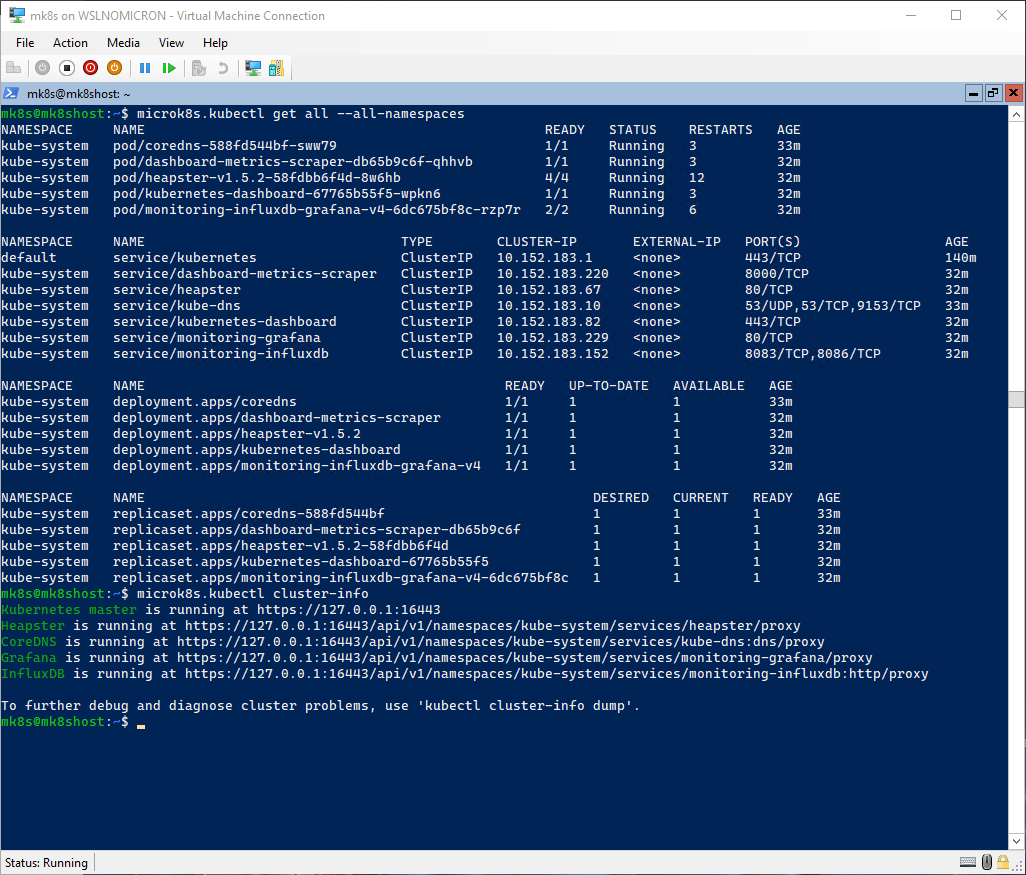 mk8s on WSLNOMICRON - Virtual Machine Connection
File Action Media View Help
mk8s@mk8shost: ~
mk8s@mk8shost:~$ microk8s.kubectl get all --all-namespaces
NAMESPACE NAME READY STATUS RESTARTS AGE
kube-system pod/coredns-588fd544bf-sww79 1/1 Running 3 33m
kube-system pod/dashboard-metrics-scraper-db65b9c6f-qhhvb 1/1 Running 3 32m
kube-system pod/heapster-v1.5.2-58fdbb6f4d-8w6hb 4/4 Running 12 32m
kube-system pod/kubernetes-dashboard-67765b55f5-wpkn6 1/1 Running 3 32m
kube-system pod/monitoring-influxdb-grafana-v4-6dc675bf8c-rzp7r 2/2 Running 6 32m
NAMESPACE NAME TYPE CLUSTER-IP EXTERNAL-IP PORT(S) AGE
default service/kubernetes ClusterIP 10.152.183.1 <none> 443/TCP 140m
kube-system service/dashboard-metrics-scraper ClusterIP 10.152.183.220 <none> 8000/TCP 32m
kube-system service/heapster ClusterIP 10.152.183.67 <none> 80/TCP 32m
kube-system service/kube-dns ClusterIP 10.152.183.10 <none> 53/UDP,53/TCP,9153/TCP 33m
kube-system service/kubernetes-dashboard ClusterIP 10.152.183.82 <none> 443/TCP 32m
kube-system service/monitoring-grafana ClusterIP 10.152.183.229 <none> 80/TCP 32m
kube-system service/monitoring-influxdb ClusterIP 10.152.183.152 <none> 8083/TCP,8086/TCP 32m
NAMESPACE NAME READY UP-TO-DATE AVAILABLE AGE
kube-system deployment.apps/coredns 1/1 1 1 33m
kube-system deployment.apps/dashboard-metrics-scraper 1/1 1 1 32m
kube-system deployment.apps/heapster-v1.5.2 1/1 1 1 32m
kube-system deployment.apps/kubernetes-dashboard 1/1 1 1 32m
kube-system deployment.apps/monitoring-influxdb-grafana-v4 1/1 1 1 32m
NAMESPACE NAME DESIRED CURRENT READY AGE
kube-system replicaset.apps/coredns-588fd544bf 1 1 1 33m
kube-system replicaset.apps/dashboard-metrics-scraper-db65b9c6f 1 1 1 32m
kube-system replicaset.apps/heapster-v1.5.2-58fdbb6f4d 1 1 1 32m
kube-system replicaset.apps/kubernetes-dashboard-67765b55f5 1 1 1 32m
kube-system replicaset.apps/monitoring-influxdb-grafana-v4-6dc675bf8c 1 1 1 32m
mk8s@mk8shost:~$ microk8s.kubectl cluster-info
Kubernetes master is running at https://127.0.0.1:16443
Heapster is running at https://127.0.0.1:16443/api/v1/namespaces/kube-system/services/heapster/proxy
CoreDNS is running at https://127.0.0.1:16443/api/v1/namespaces/kube-system/services/kube-dns:dns/proxy
Grafana is running at https://127.0.0.1:16443/api/v1/namespaces/kube-system/services/monitoring-grafana/proxy
InfluxDB is running at https://127.0.0.1:16443/api/v1/namespaces/kube-system/services/monitoring-influxdb:http/proxy
To further debug and diagnose cluster problems, use 'kubectl cluster-info dump'.
mk8s@mk8shost:~$
Status: Running